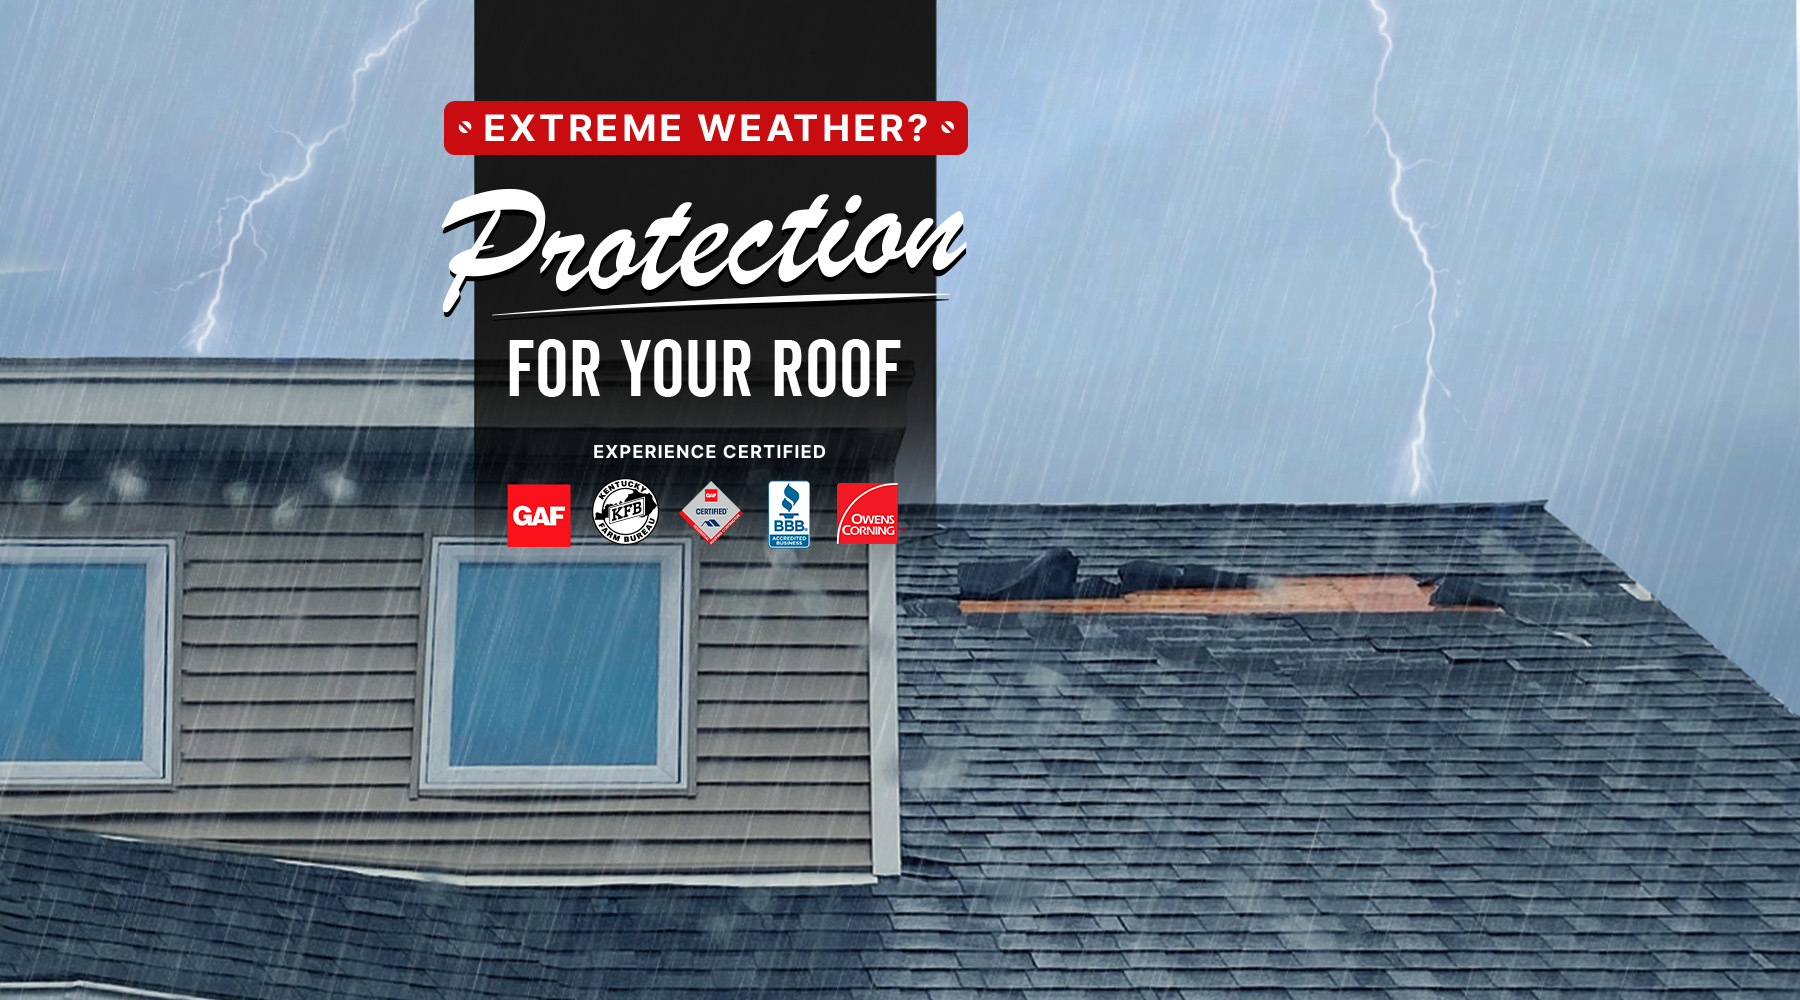 EXTREME WEATHER?
Protection
FOR YOUR ROOF
EXPERIENCE CERTIFIED
GAF
KENTUCKY
KFB
FARM BUREAU
GAF
CERTIFIED
BBB
ACCREDITED
BUSINESS
OWENS
CORNING